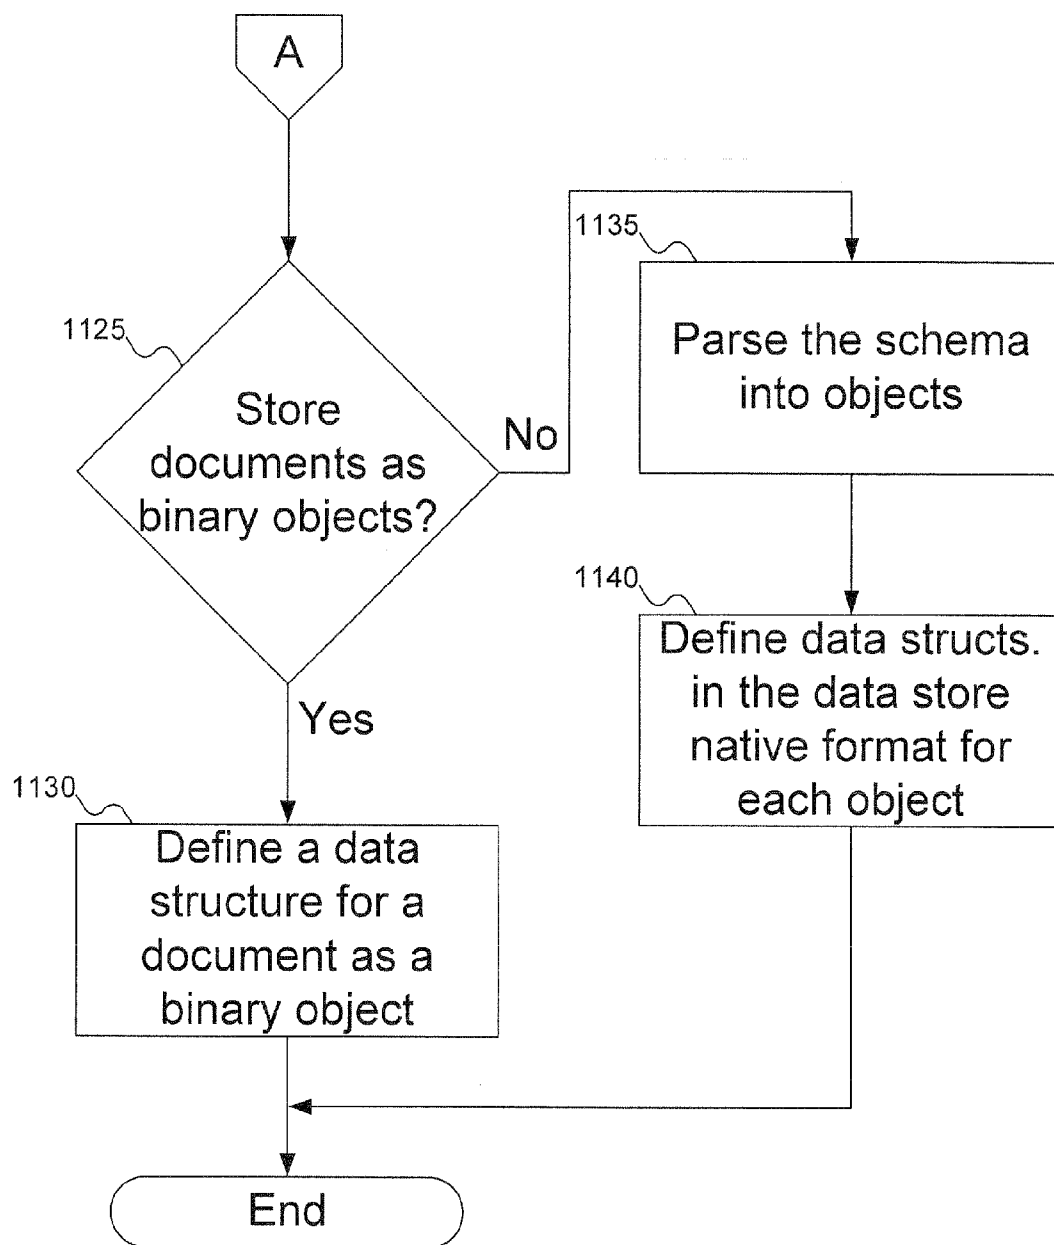 A
1125
Store
documents as
binary objects?
No
1135
Parse the schema
into objects
1140
Define data structs.
in the data store
native format for
each object
Yes
1130
Define a data
structure for a
document as a
binary object
End